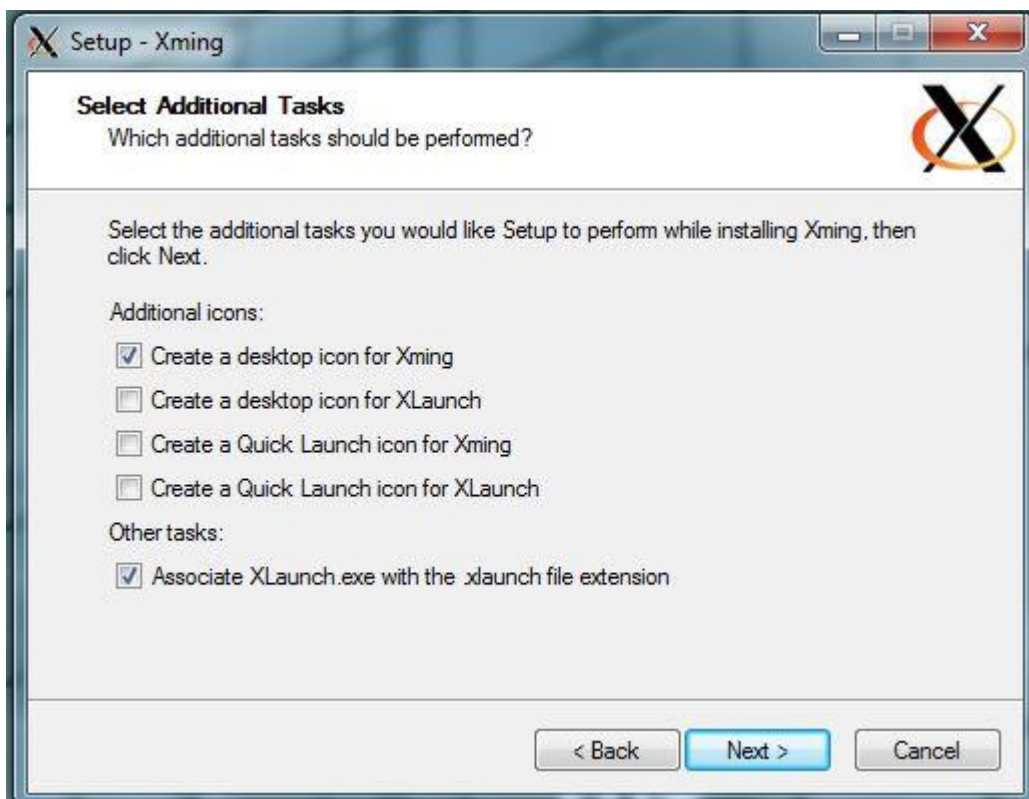 Setup - Xming
Select Additional Tasks
Which additional tasks should be performed?
Select the additional tasks you would like Setup to perform while installing Xming, then
click Next.
Additional icons:
Create a desktop icon for Xming
Create a desktop icon for XLaunch
Create a Quick Launch icon for Xming
Create a Quick Launch icon for XLaunch
Other tasks:
Associate XLaunch.exe with the .xlaunch file extension
< Back Next > Cancel